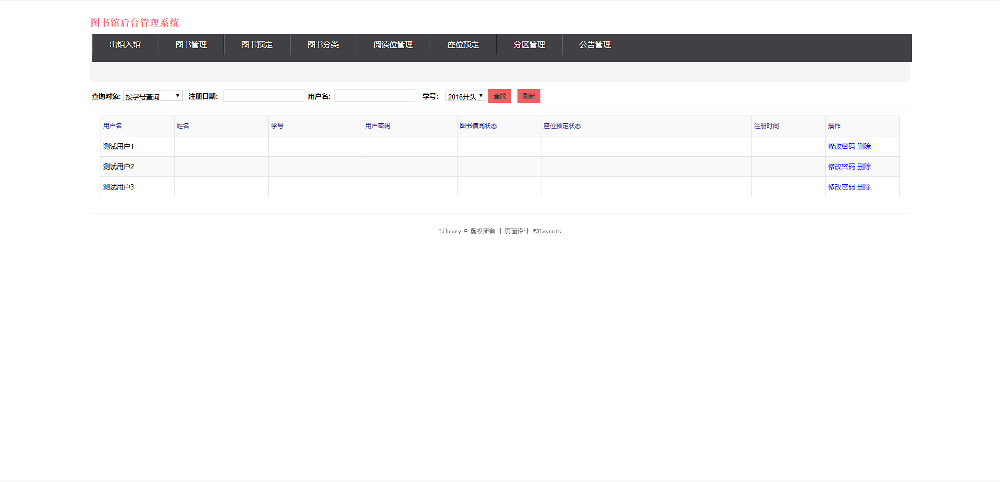 图书馆后台管理系统
出馆入馆 图书管理 图书预定 图书分类 阅读位管理 座位预定 分区管理 公告管理
查询对象: 按学号查询 注册日期: 用户名: 学号: 2016开头 查找 刷新
用户名 姓名 学号 用户密码 图书借阅状态 座位预定状态 注册时间 操作
测试用户1 修改密码 删除
测试用户2 修改密码 删除
测试用户3 修改密码 删除
Library © 版权所有 | 页面设计 W3Layouts